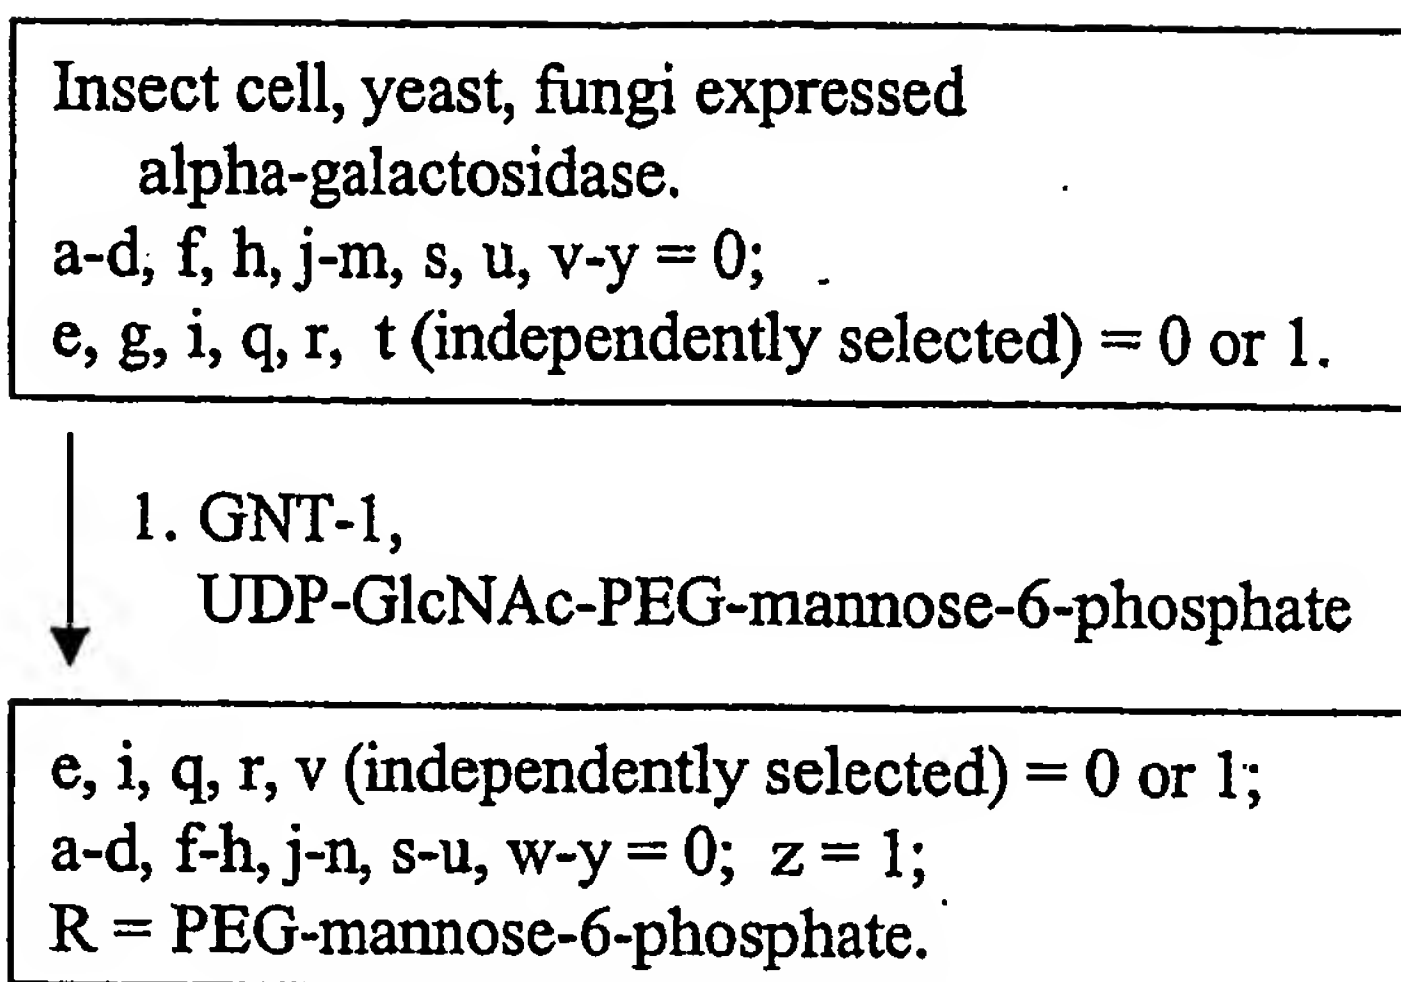 Insect cell, yeast, fungi expressed
alpha-galactosidase.
a-d, f, h, j-m, s, u, v-y = 0;
e, g, i, q, r, t (independently selected) = 0 or 1.
1. GNT-1,
UDP-GlcNAc-PEG-mannose-6-phosphate
e, i, q, r, v (independently selected) = 0 or 1;
a-d, f-h, j-n, s-u, w-y = 0; z = 1;
R = PEG-mannose-6-phosphate.